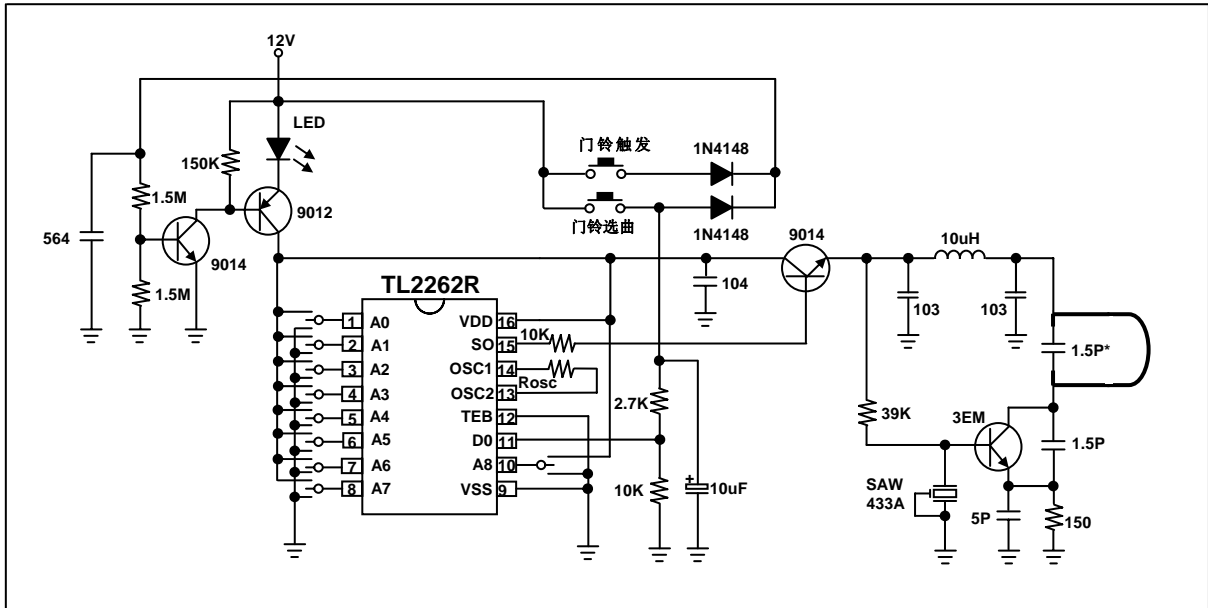 12V
LED
150K
门铃触发
1N4148
1.5M
9012
门铃选曲
1N4148
564
9014
9014
10uH
1.5M
TL2262R
104
103
103
1 A0 VDD 16
10K
2 A1 SO 15
1.5P*
3 A2 OSC1 14
Rosc
4 A3 OSC2 13
2.7K
39K
3EM
5 A4 TEB 12
1.5P
6 A5 D0 11
7 A6 A8 10
8 A7 VSS 9
10K
+
10uF
SAW
433A
5P
150